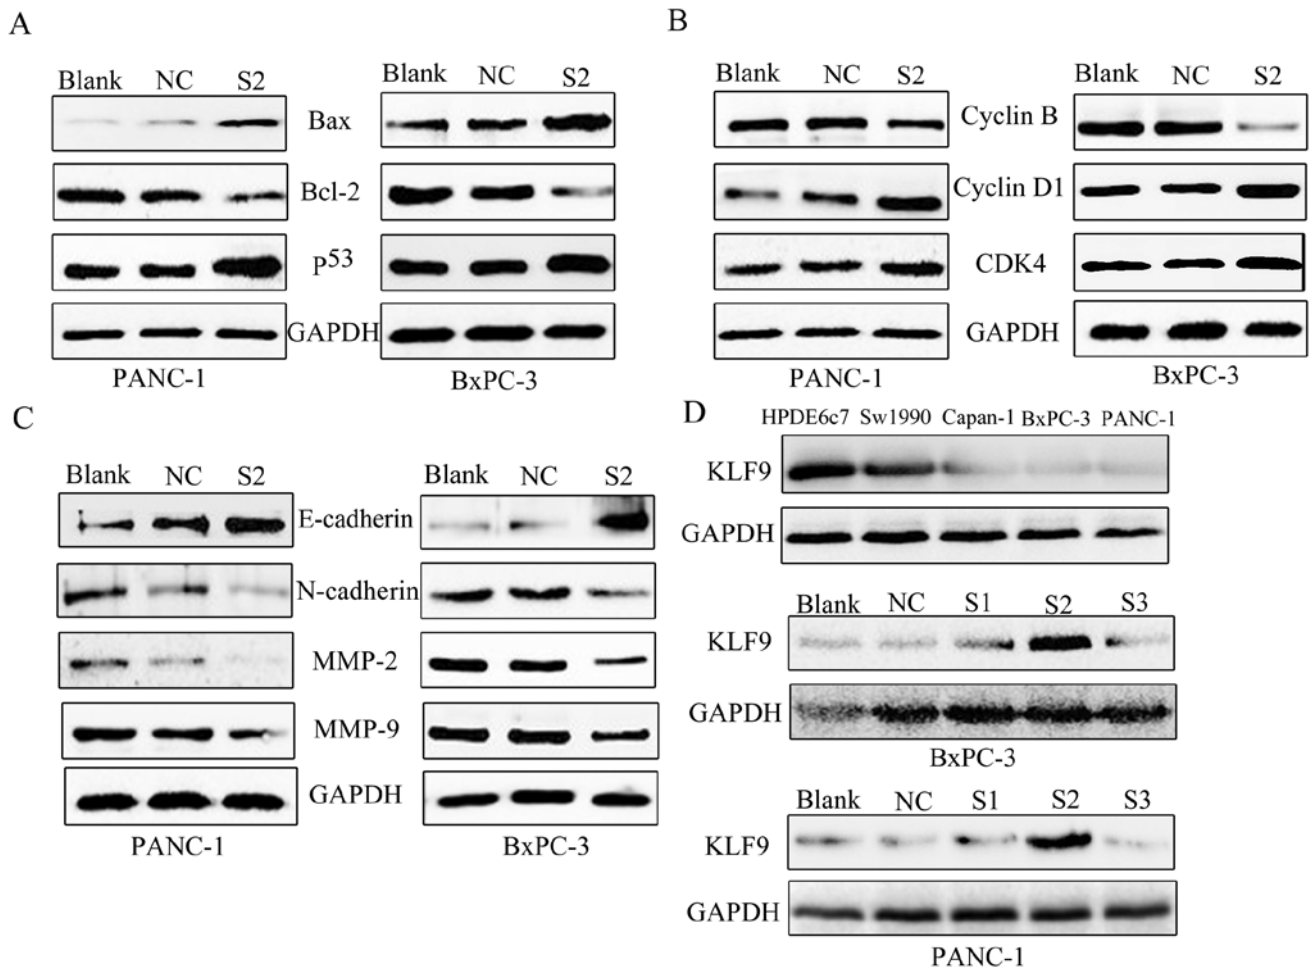 A
Blank NC S2
Blank NC S2
Bax
Bcl-2
P53
GAPDH
PANC-1
BxPC-3
B
Blank NC S2
Blank NC S2
Cyclin B
Cyclin D1
CDK4
GAPDH
PANC-1
BxPC-3
C
Blank NC S2
Blank NC S2
E-cadherin
N-cadherin
MMP-2
MMP-9
GAPDH
PANC-1
BxPC-3
D
HPDE6c7 Sw1990 Capan-1 BxPC-3 PANC-1
KLF9
GAPDH
Blank NC S1 S2 S3
KLF9
GAPDH
BxPC-3
Blank NC S1 S2 S3
KLF9
GAPDH
PANC-1